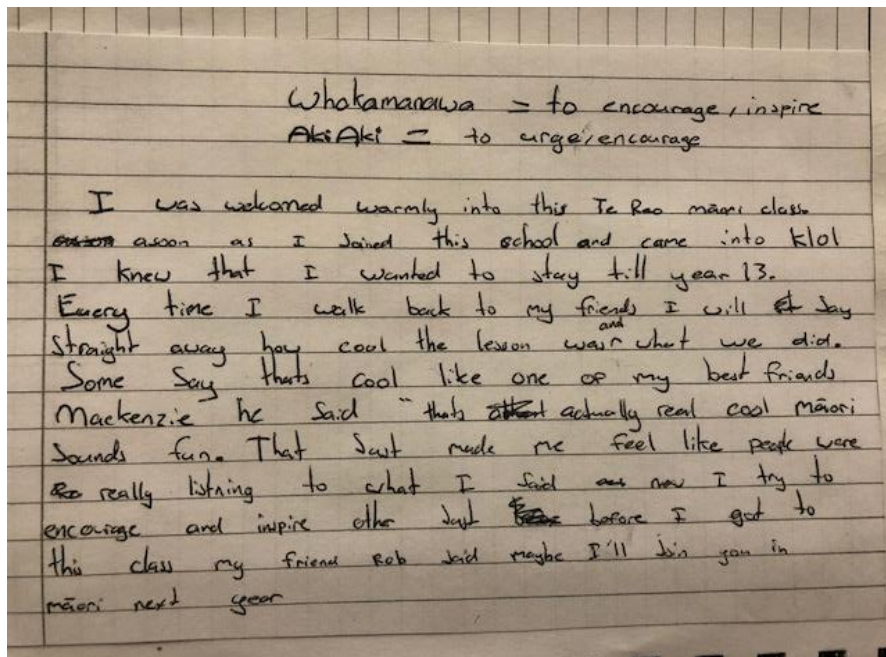 Whakamanawa = to encourage, inspire
AkiAki = to urge, encourage
I was welcomed warmly into this Te Reo māori class.
asoon as I Joined this school and came into klol
I knew that I wanted to stay till year 13.
Every time I walk back to my friends I will Say
Straight away how cool the lesson was and what we did.
Some Say thats cool like one of my best friends
Mackenzie he Said "thats actually real cool māori
Sounds fun. That Just made me feel like people were
really listning to what I Said now I try to
encourage and inspire other Just before I got to
this class my friend Rob Said maybe I'll Join you in
māori next year